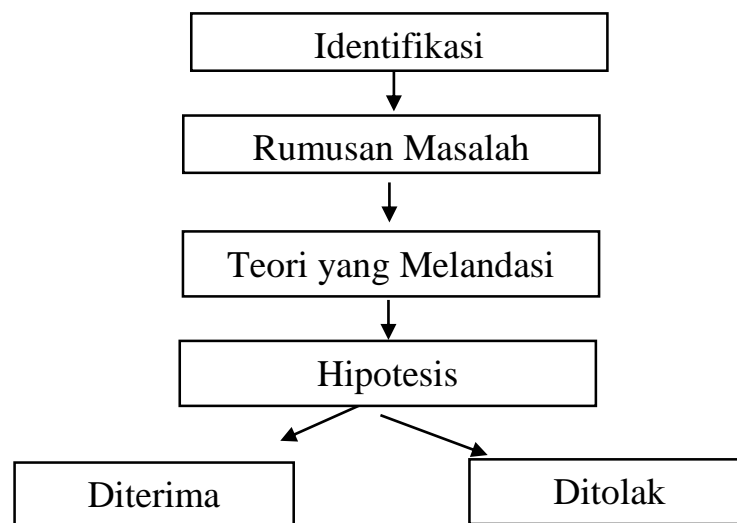 Identifikasi
Rumusan Masalah
Teori yang Melandasi
Hipotesis
Diterima
Ditolak